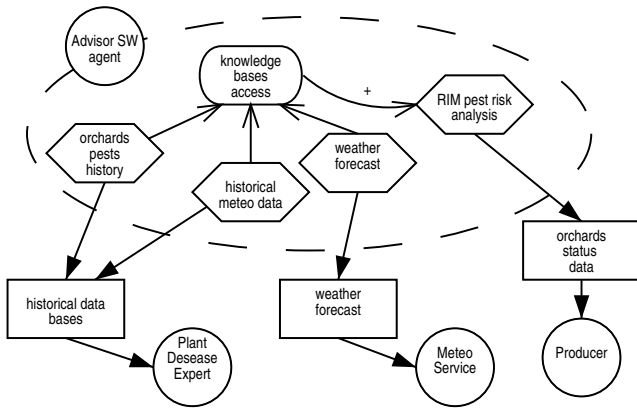 Advisor SW
agent
knowledge
bases
access
+
RIM pest risk
analysis
orchards
pests
history
historical
meteo data
weather
forecast
orchards
status
data
historical data
bases
weather
forecast
Plant
Desease
Expert
Meteo
Service
Producer